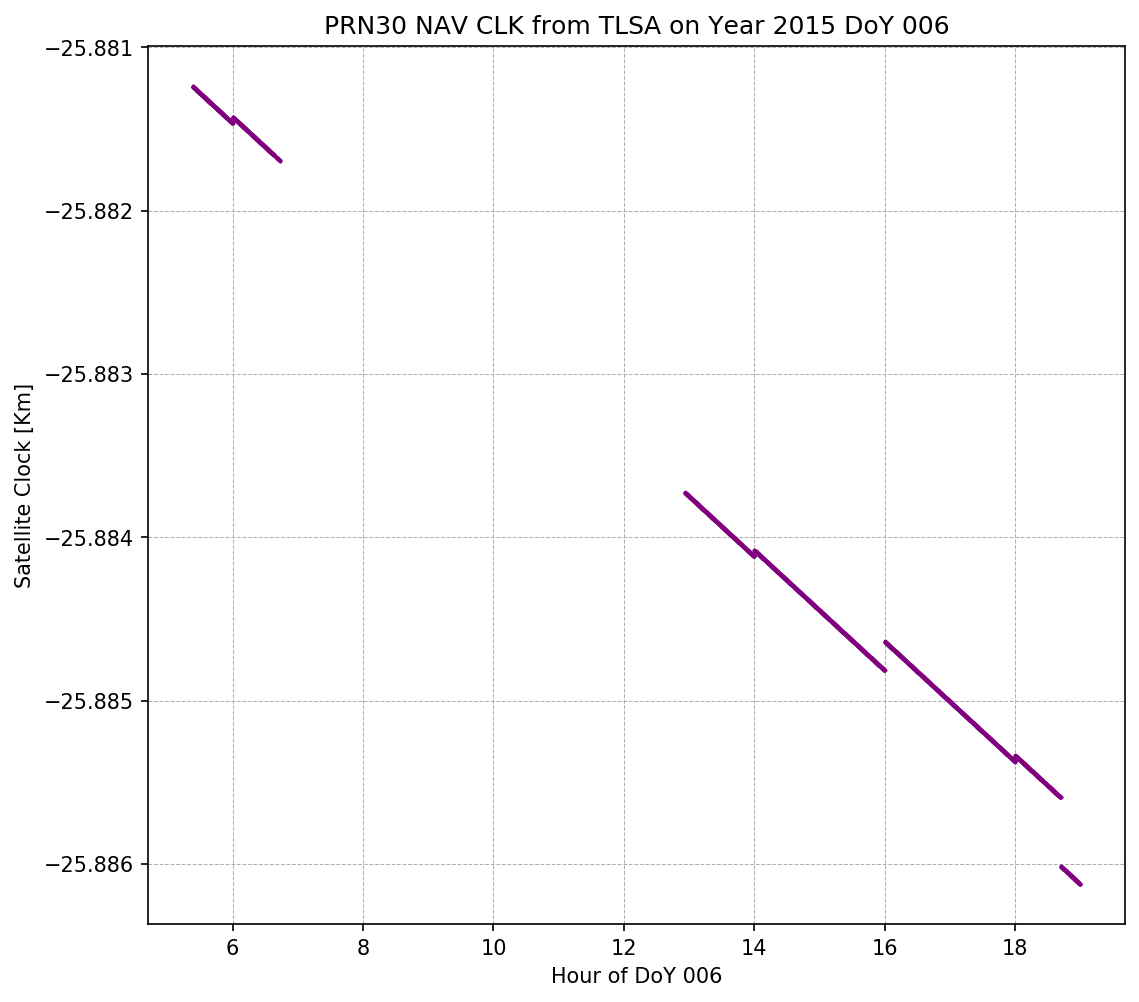 PRN30 NAV CLK from TLSA on Year 2015 DoY 006
−25.881
−25.882
−25.883
−25.884
−25.885
−25.886
Satellite Clock [Km]
6 8 10 12 14 16 18
Hour of DoY 006